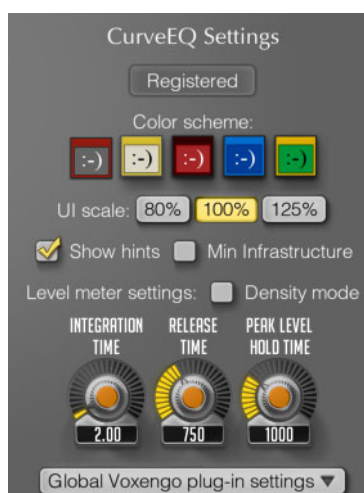 CurveEQ Settings
Registered
Color scheme:
:-) :-) :-) :-) :-)
UI scale: 80% 100% 125%
Show hints Min Infrastructure
Level meter settings: Density mode
INTEGRATION TIME
RELEASE TIME
PEAK LEVEL HOLD TIME
2.00 750 1000
Global Voxengo plug-in settings ▼